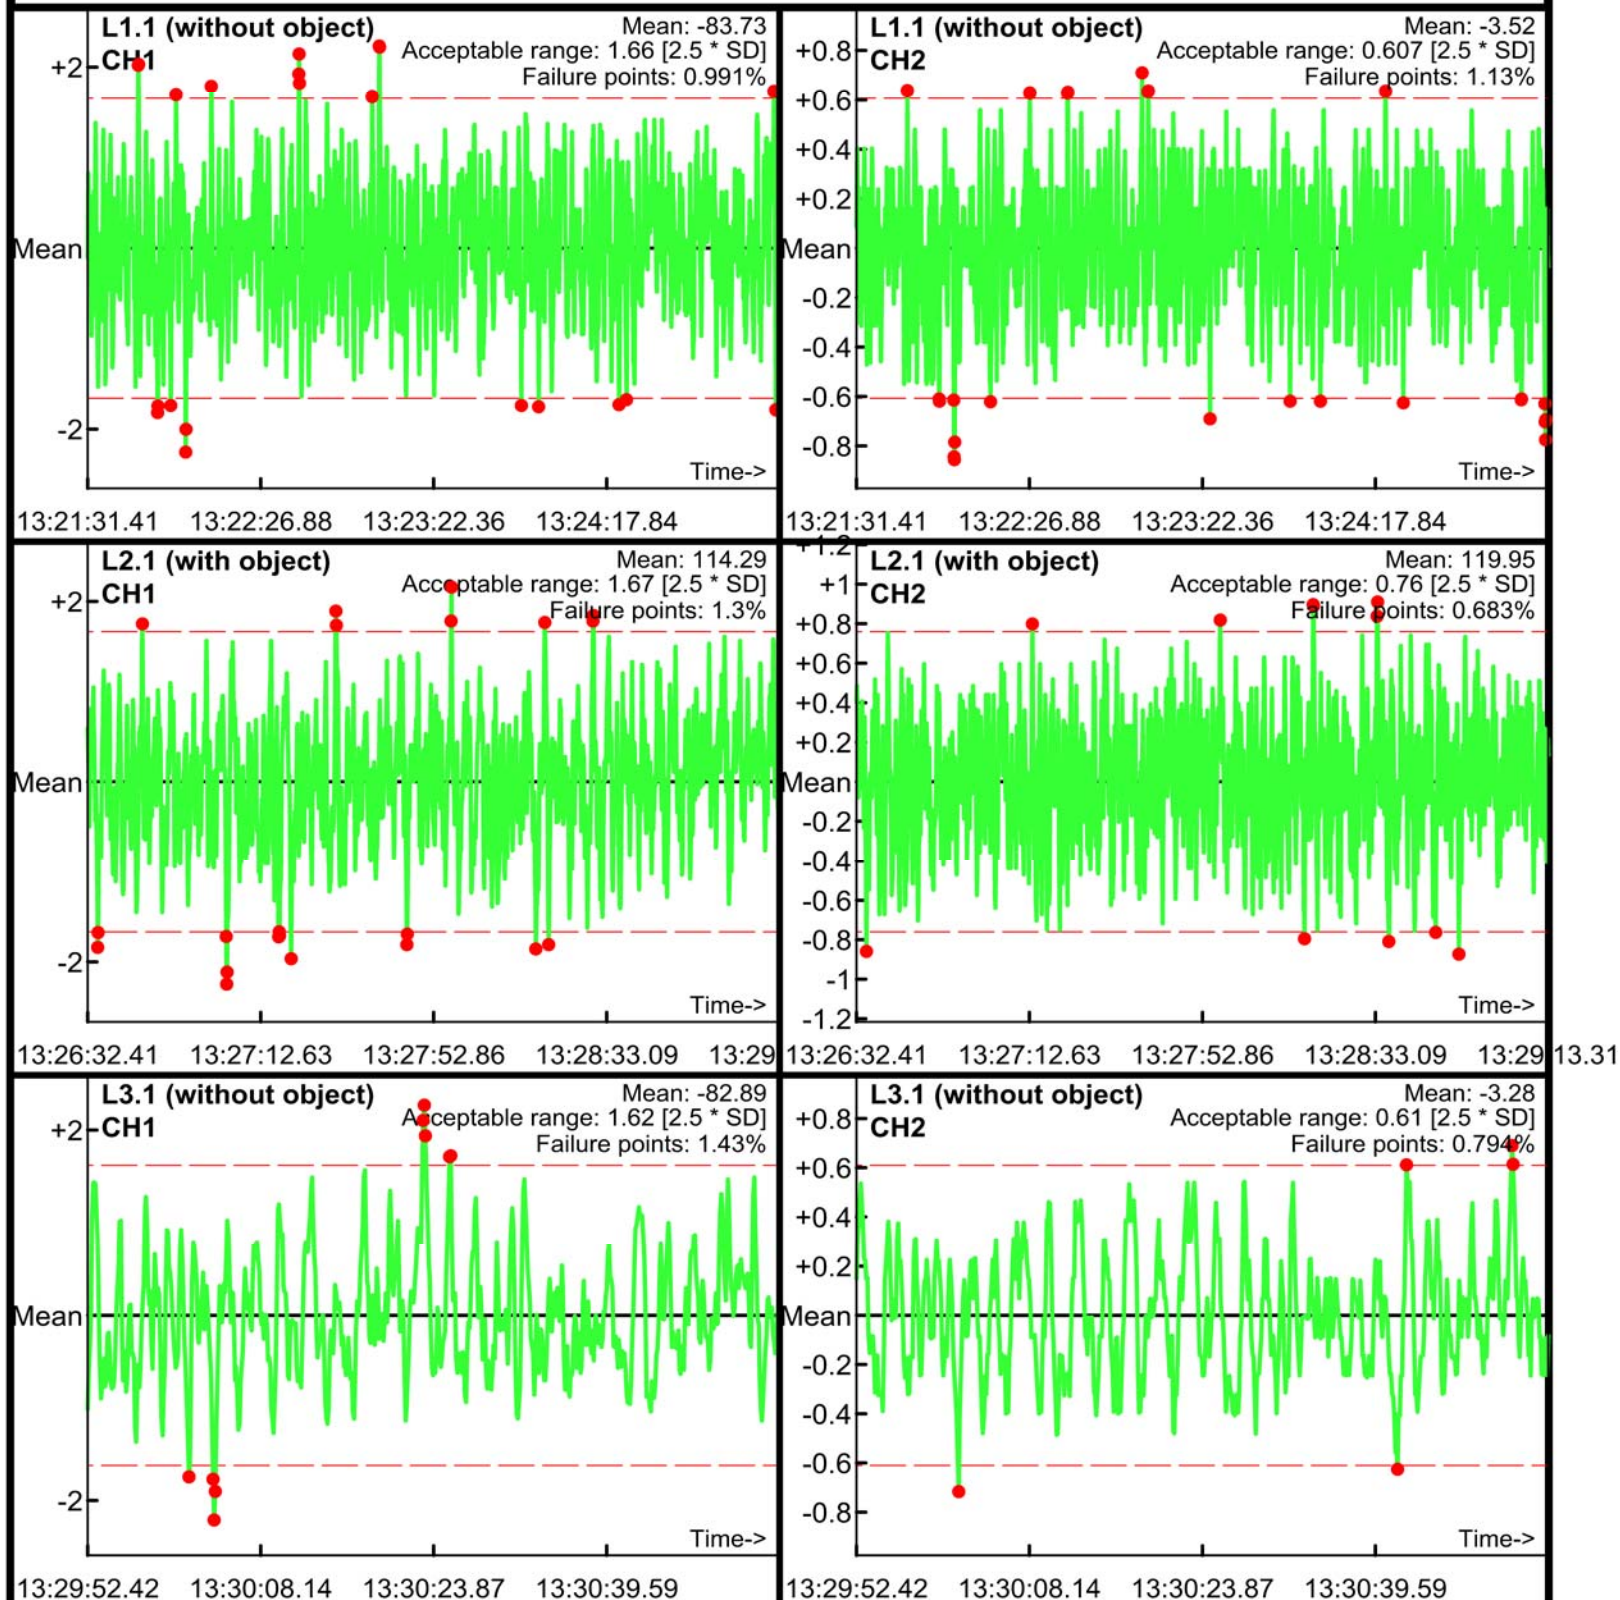 L1.1 (without object)
CH1
Mean: -83.73
Acceptable range: 1.66 [2.5 * SD]
Failure points: 0.991%
+2
Mean
-2
Time->
13:21:31.41 13:22:26.88 13:23:22.36 13:24:17.84
L1.1 (without object)
CH2
Mean: -3.52
Acceptable range: 0.607 [2.5 * SD]
Failure points: 1.13%
+0.8
+0.6
+0.4
+0.2
Mean
-0.2
-0.4
-0.6
-0.8
Time->
13:21:31.41 13:22:26.88 13:23:22.36 13:24:17.84
L2.1 (with object)
CH1
Mean: 114.29
Acceptable range: 1.67 [2.5 * SD]
Failure points: 1.3%
+2
Mean
-2
Time->
13:26:32.41 13:27:12.63 13:27:52.86 13:28:33.09 13:29
L2.1 (with object)
CH2
Mean: 119.95
Acceptable range: 0.76 [2.5 * SD]
Failure points: 0.683%
+1.2
+1
+0.8
+0.6
+0.4
+0.2
Mean
-0.2
-0.4
-0.6
-0.8
-1
-1.2
Time->
13:26:32.41 13:27:12.63 13:27:52.86 13:28:33.09 13:29:13.31
L3.1 (without object)
CH1
Mean: -82.89
Acceptable range: 1.62 [2.5 * SD]
Failure points: 1.43%
+2
Mean
-2
Time->
13:29:52.42 13:30:08.14 13:30:23.87 13:30:39.59
L3.1 (without object)
CH2
Mean: -3.28
Acceptable range: 0.61 [2.5 * SD]
Failure points: 0.794%
+0.8
+0.6
+0.4
+0.2
Mean
-0.2
-0.4
-0.6
-0.8
Time->
13:29:52.42 13:30:08.14 13:30:23.87 13:30:39.59